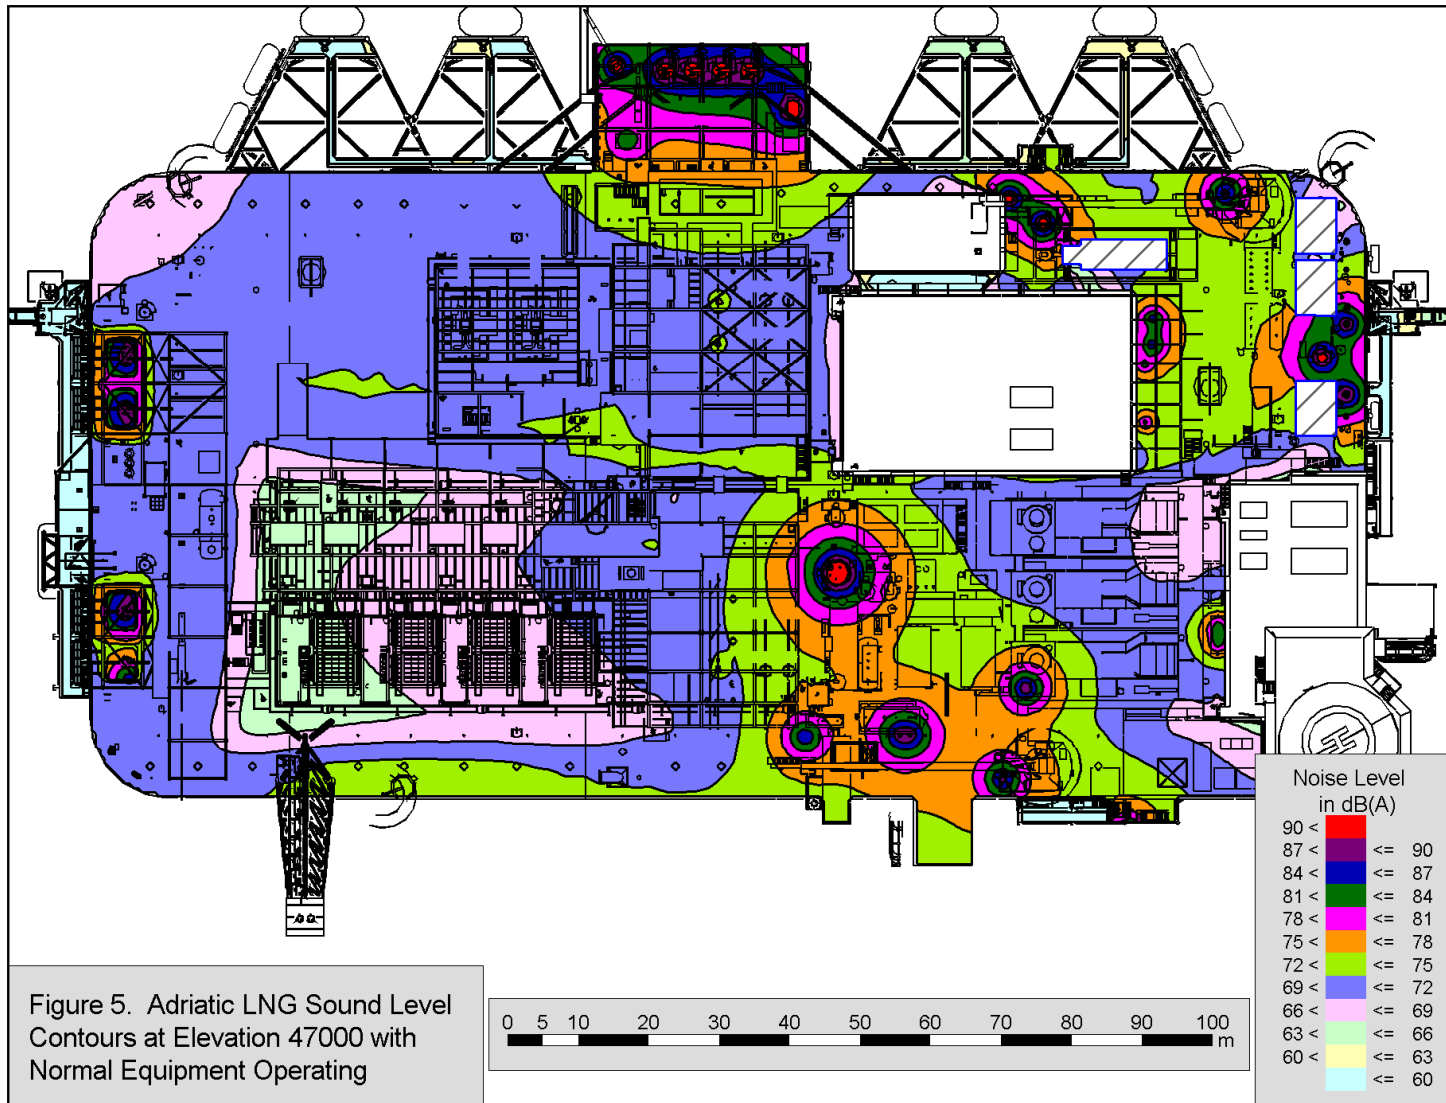 Noise Level
in dB(A)
90 <
87 < <= 90
84 < <= 87
81 < <= 84
78 < <= 81
75 < <= 78
72 < <= 75
69 < <= 72
66 < <= 69
63 < <= 66
60 < <= 63
<= 60
Figure 5. Adriatic LNG Sound Level
Contours at Elevation 47000 with
Normal Equipment Operating
0 5 10 20 30 40 50 60 70 80 90 100
m